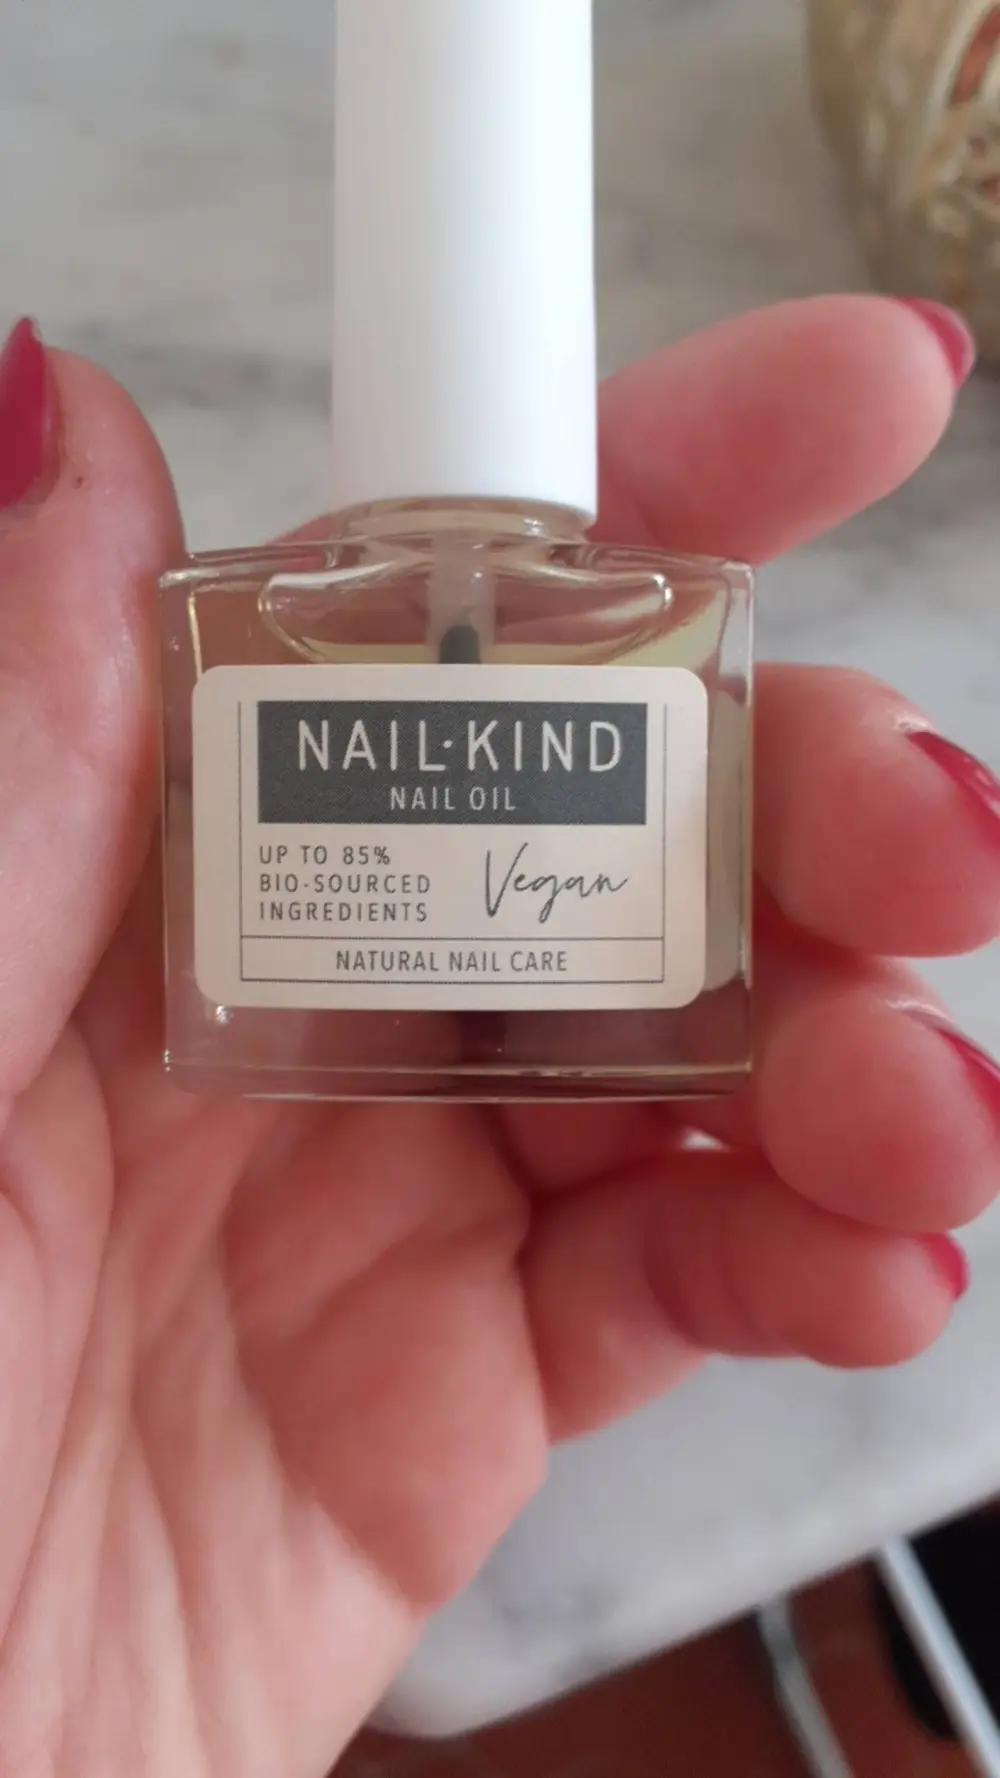 NAIL·KIND
NAIL OIL
UP TO 85%
BIO-SOURCED
INGREDIENTS
Vegan
NATURAL NAIL CARE